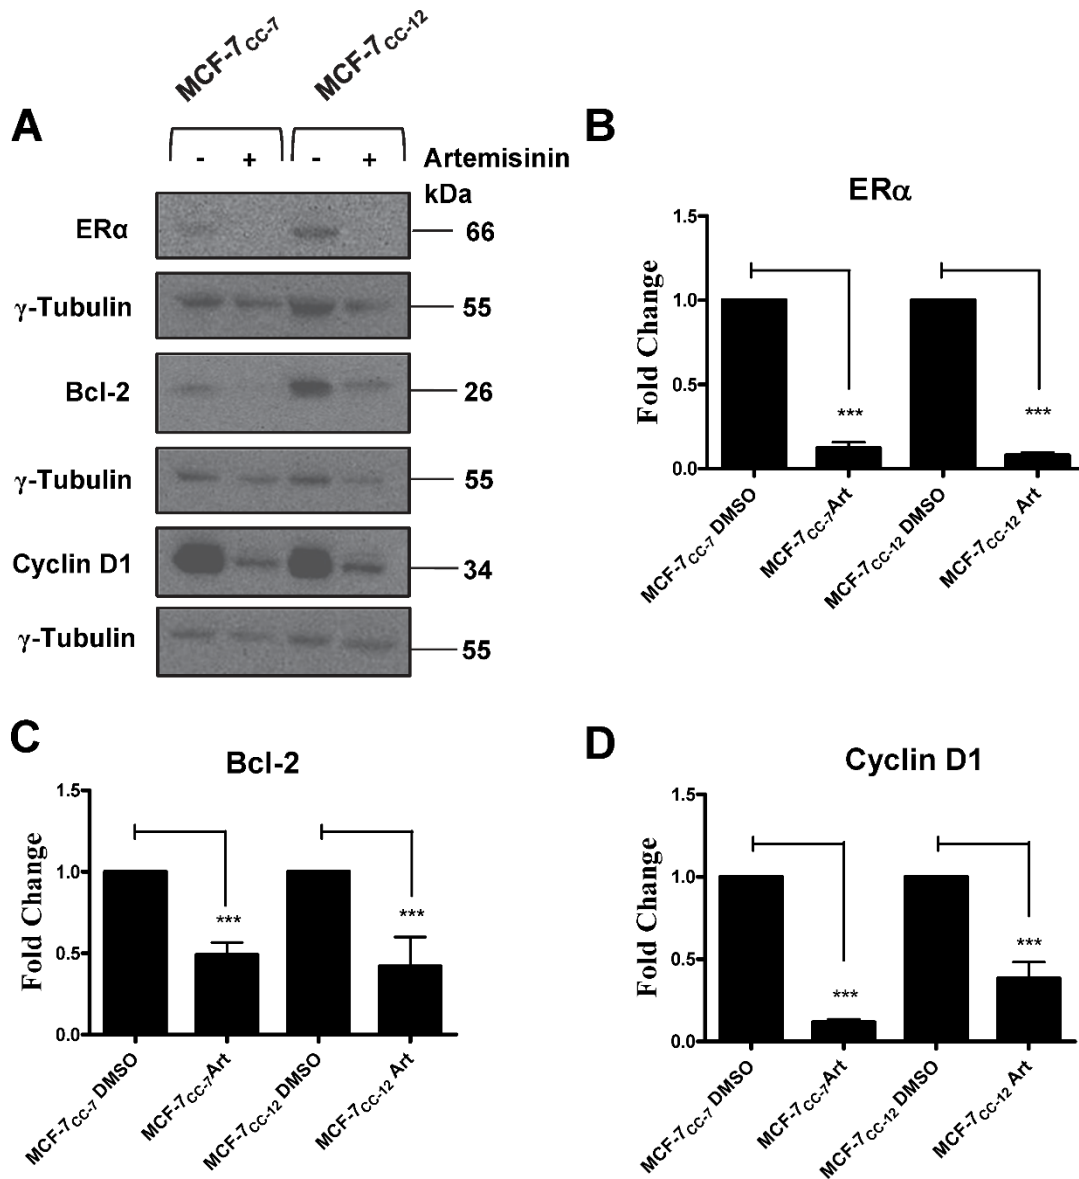 MCF-7CC-7 MCF-7CC-12
A
- + - + Artemisinin
kDa
ERα 66
γ-Tubulin 55
Bcl-2 26
γ-Tubulin 55
Cyclin D1 34
γ-Tubulin 55
B
ERα
Fold Change
1.5
1.0
0.5
0.0
*** ***
MCF-7CC-7 DMSO
MCF-7CC-7Art
MCF-7CC-12 DMSO
MCF-7CC-12 Art
C
Bcl-2
Fold Change
1.5
1.0
0.5
0.0
*** ***
MCF-7CC-7 DMSO
MCF-7CC-7Art
MCF-7CC-12 DMSO
MCF-7CC-12 Art
D
Cyclin D1
Fold Change
1.5
1.0
0.5
0.0
*** ***
MCF-7CC-7 DMSO
MCF-7CC-7Art
MCF-7CC-12 DMSO
MCF-7CC-12 Art